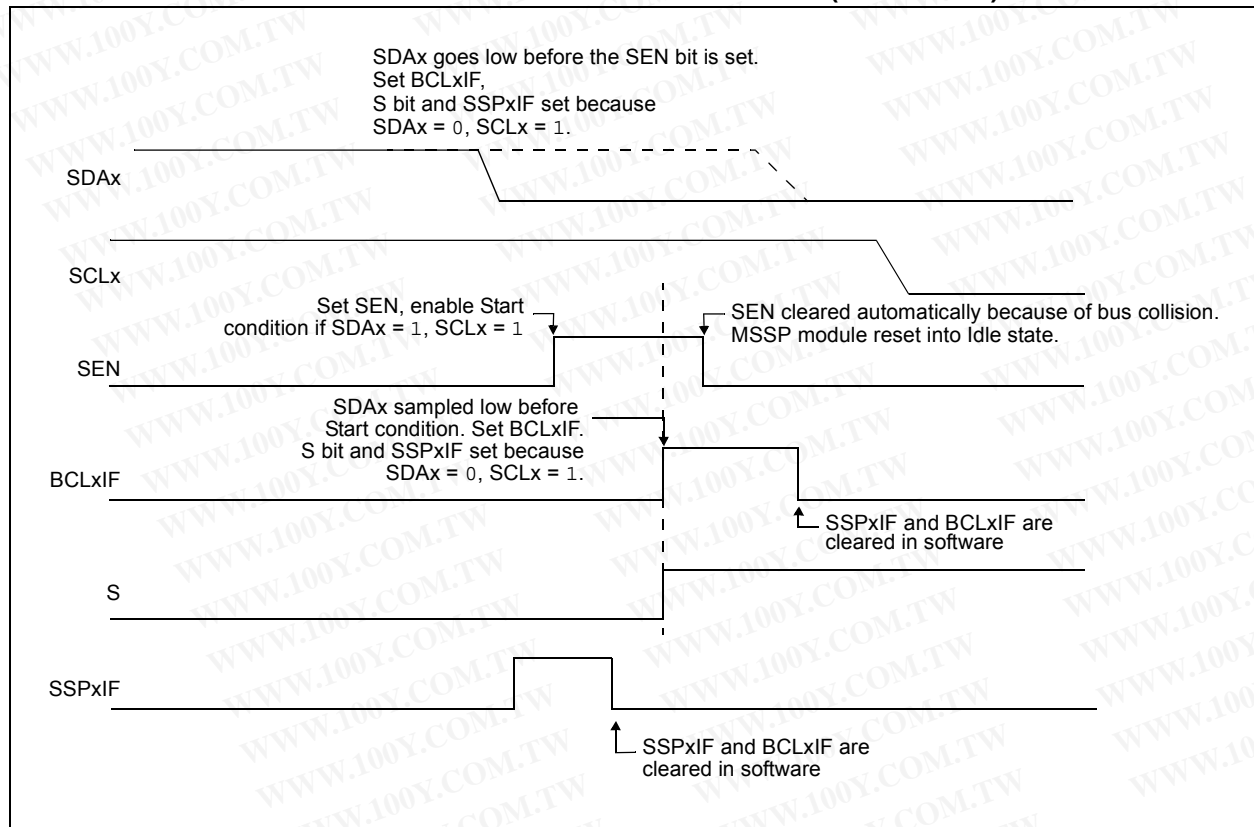 SDAx goes low before the SEN bit is set.
Set BCLxIF,
S bit and SSPxIF set because
SDAx = 0, SCLx = 1.
SDAx
SCLx
Set SEN, enable Start
condition if SDAx = 1, SCLx = 1
SEN cleared automatically because of bus collision.
MSSP module reset into Idle state.
SEN
SDAx sampled low before
Start condition. Set BCLxIF.
S bit and SSPxIF set because
SDAx = 0, SCLx = 1.
BCLxIF
SSPxIF and BCLxIF are
cleared in software
S
SSPxIF
SSPxIF and BCLxIF are
cleared in software
WWW.100Y.COM.TW